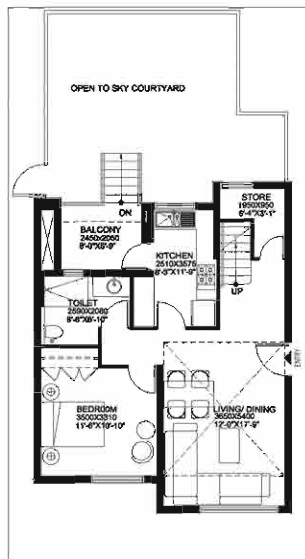 OPEN TO SKY COURTYARD
STORE
1950X950
6'-4"X3'-1"
DN
BALCONY
2450x2050
8'-0"X6'-9"
KITCHEN
2510X3575
8'-3"X11'-9"
UP
TOILET
2590X2080
8'-6"X6'-10"
ENTRY
BEDROOM
3500X3310
11'-6"X10'-10"
LIVING/ DINING
3650X5400
12'-0"X17'-9"